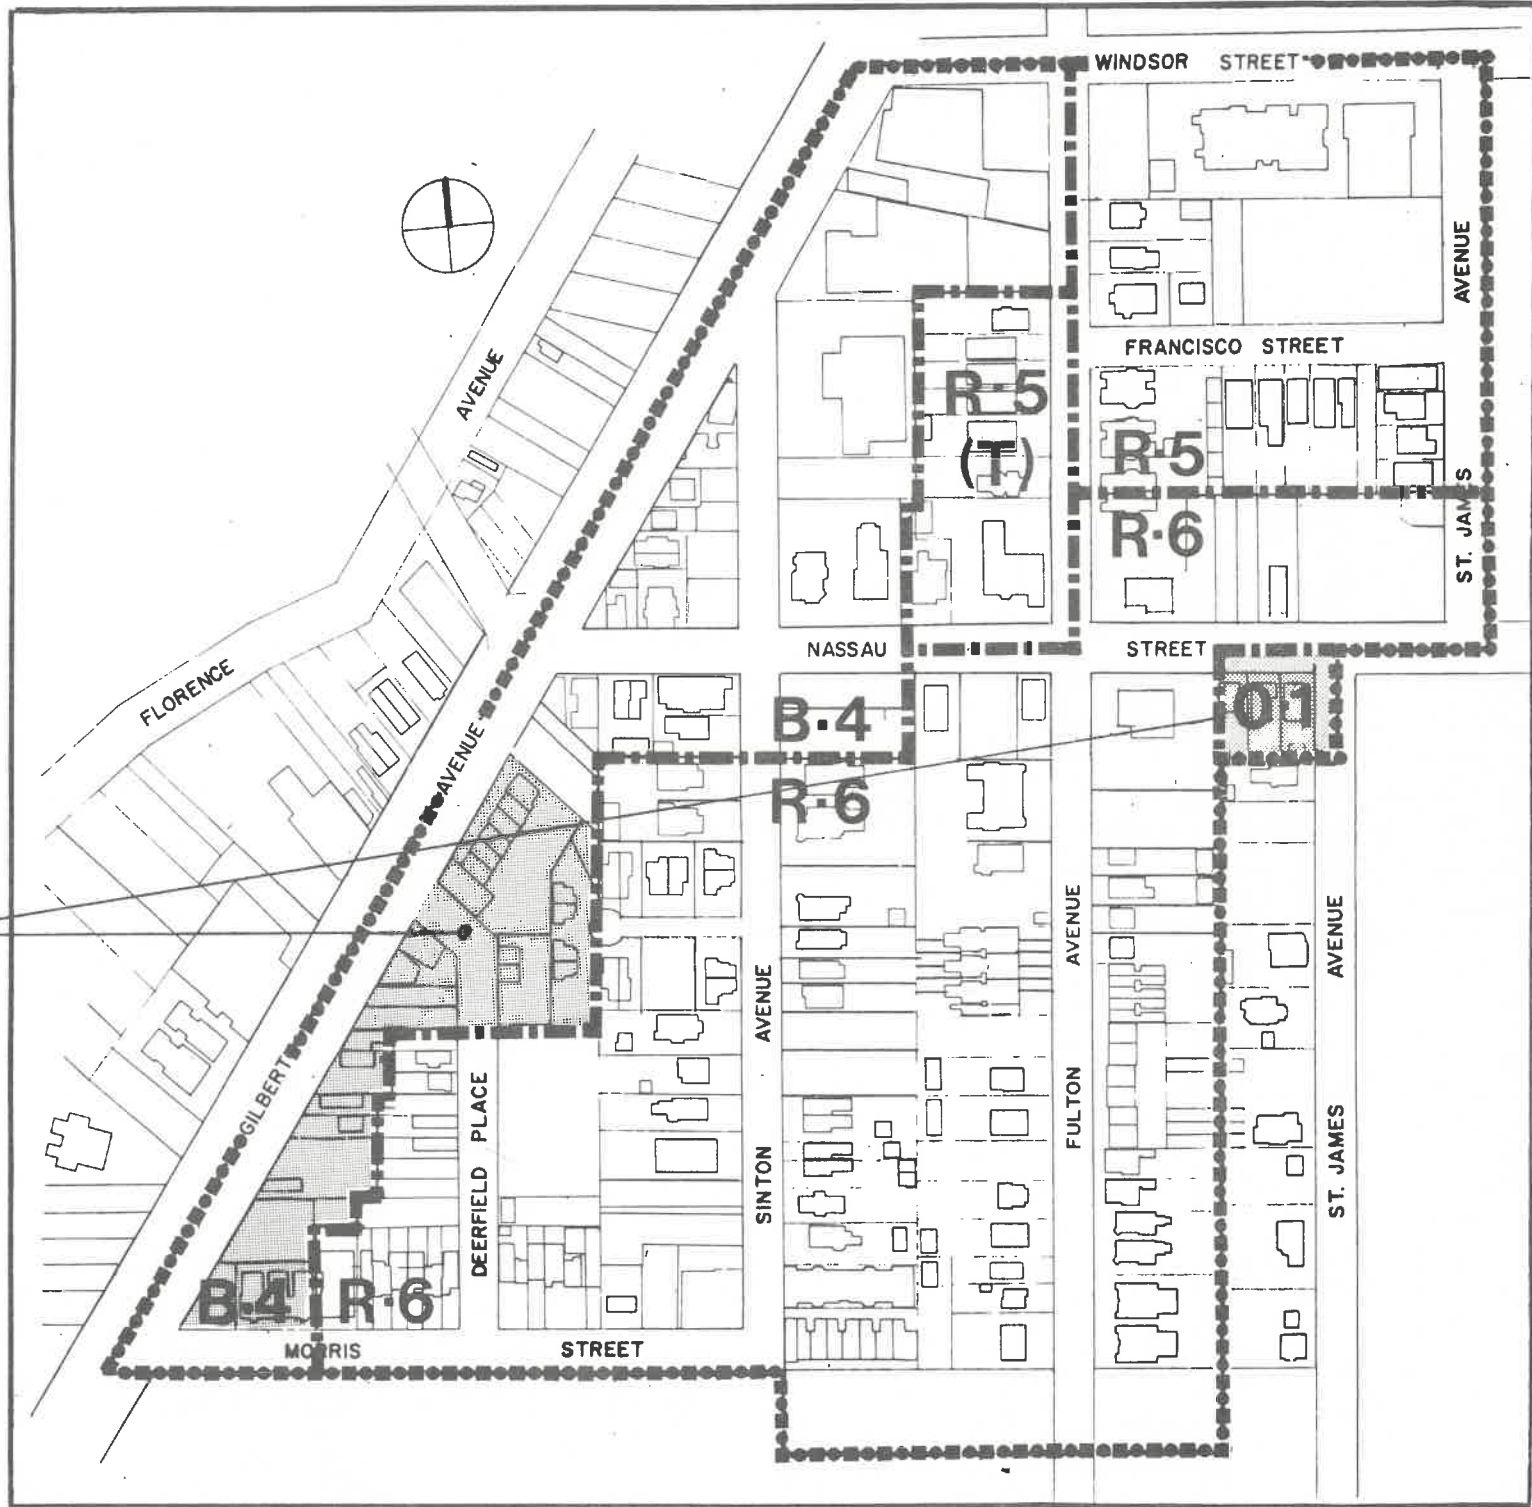 WINDSOR STREET
AVENUE
FRANCISCO STREET
AVENUE
R·5
(T)
R·5
R·6
ST. JAMES
NASSAU STREET
FLORENCE
B·4
O·1
AVENUE
R·6
AVENUE
AVENUE
AVENUE
GILBERT
DEERFIELD PLACE
SINTON
FULTON
ST. JAMES
B·4 R·6
MORRIS STREET